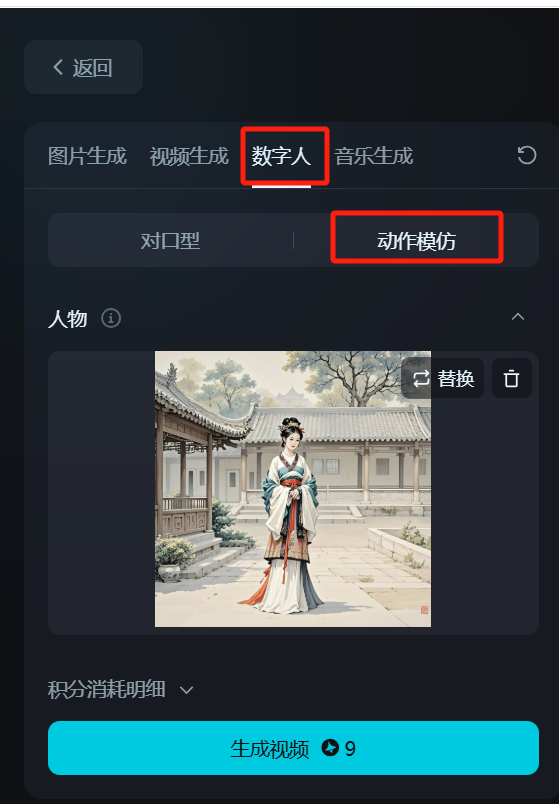 返回
图片生成 视频生成 数字人 音乐生成
对口型 动作模仿
人物
替换
积分消耗明细
生成视频 9